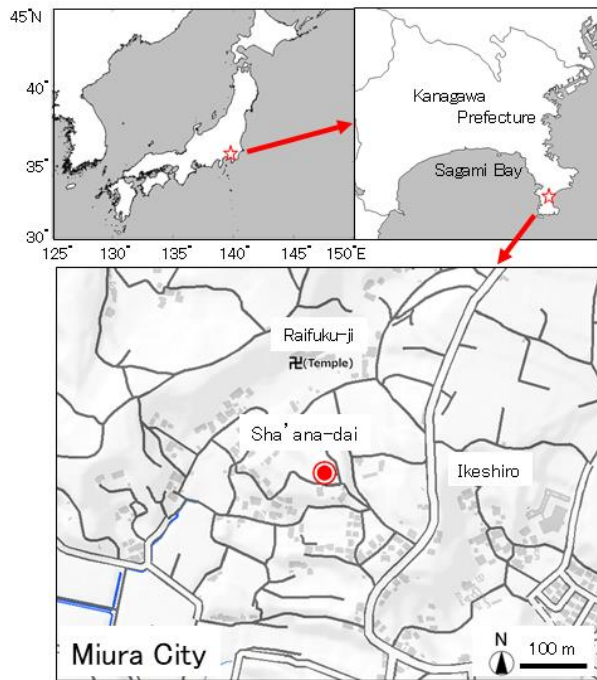 45°N
40°
35°
30°
125°
130°
135°
140°
150°E
Kanagawa
Prefecture
Sagami Bay
Raifuku-ji
卍(Temple)
Sha'ana-dai
Ikeshiro
Miura City
N
100 m